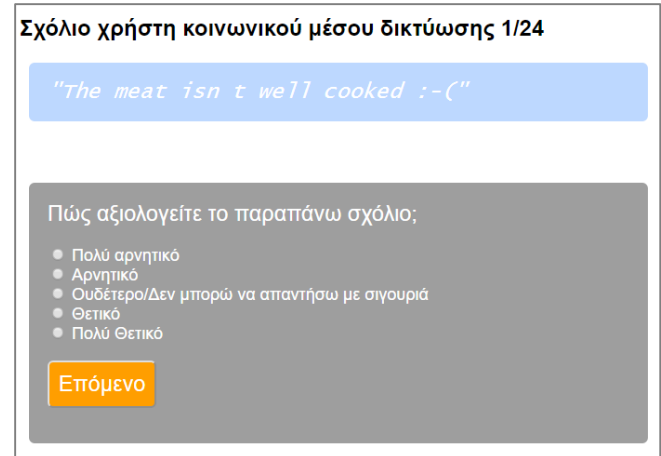 Σχόλιο χρήστη κοινωνικού μέσου δικτύωσης 1/24
"The meat isn t well cooked :-("
Πώς αξιολογείτε το παραπάνω σχόλιο;
Πολύ αρνητικό
Αρνητικό
Ουδέτερο/Δεν μπορώ να απαντήσω με σιγουριά
Θετικό
Πολύ Θετικό
Επόμενο